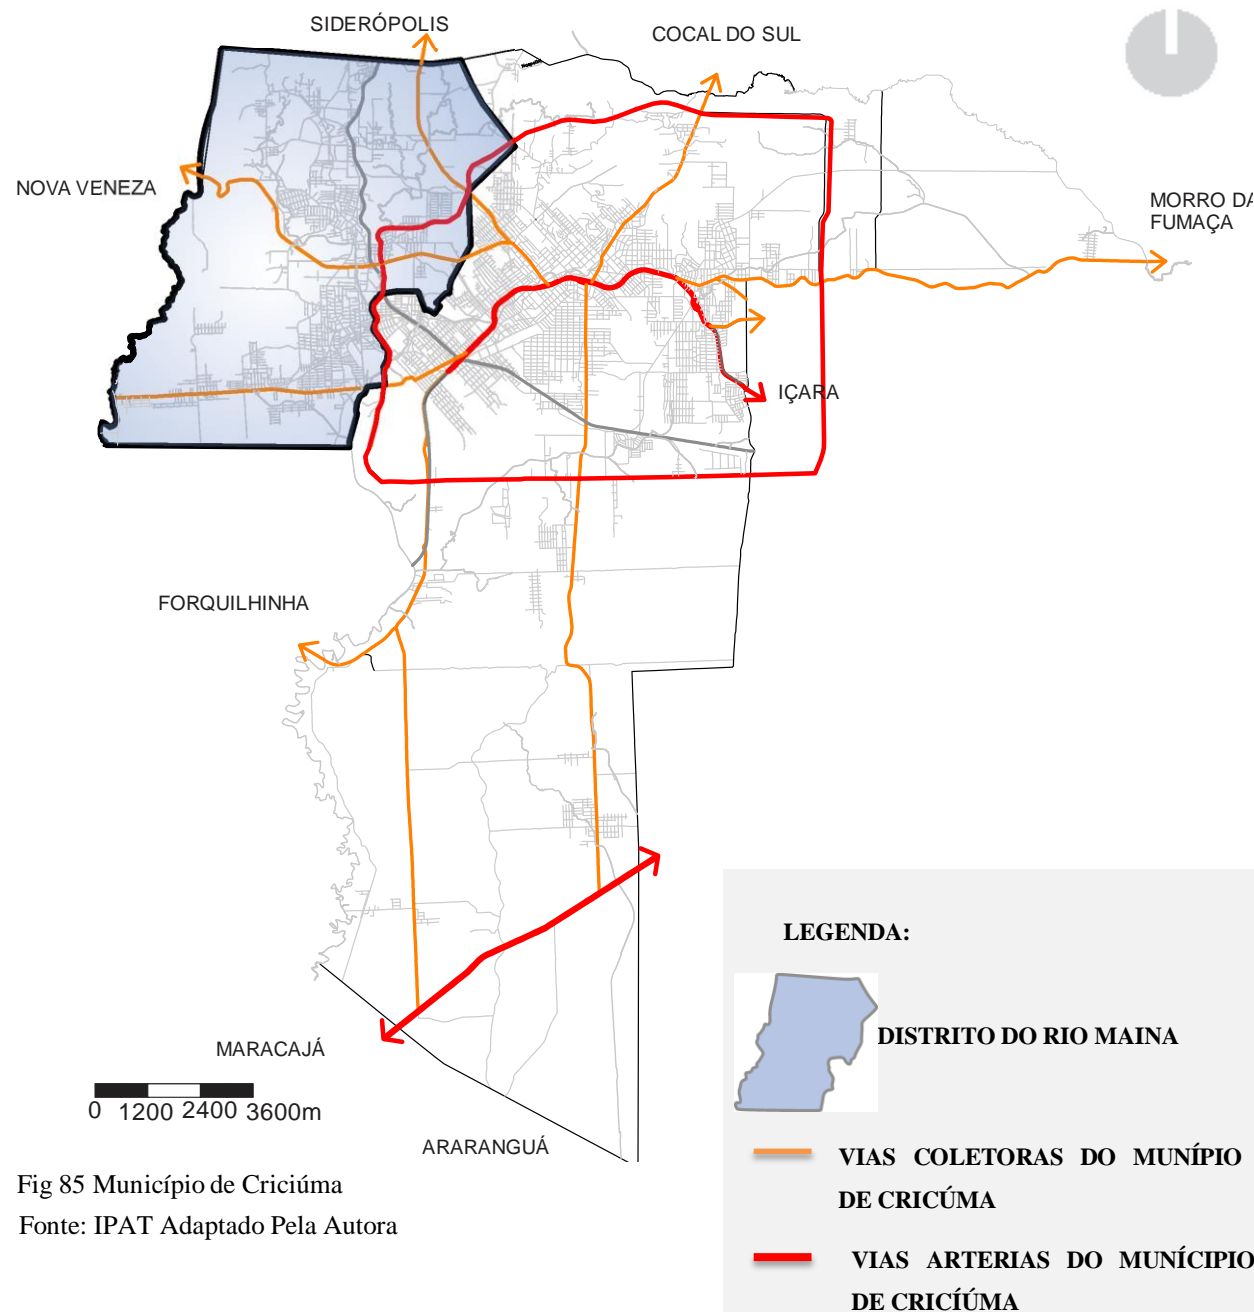 SIDERÓPOLIS
COCAL DO SUL
NOVA VENEZA
MORRO DA
FUMAÇA
IÇARA
FORQUILHINHA
MARACAJÁ
0 1200 2400 3600m
ARARANGUÁ
Fig 85 Município de Criciúma
Fonte: IPAT Adaptado Pela Autora
LEGENDA:
DISTRITO DO RIO MAINA
VIAS COLETORAS DO MUNÍPIO
DE CRICÚMA
VIAS ARTERIAS DO MUNÍCIPIO
DE CRICÍÚMA